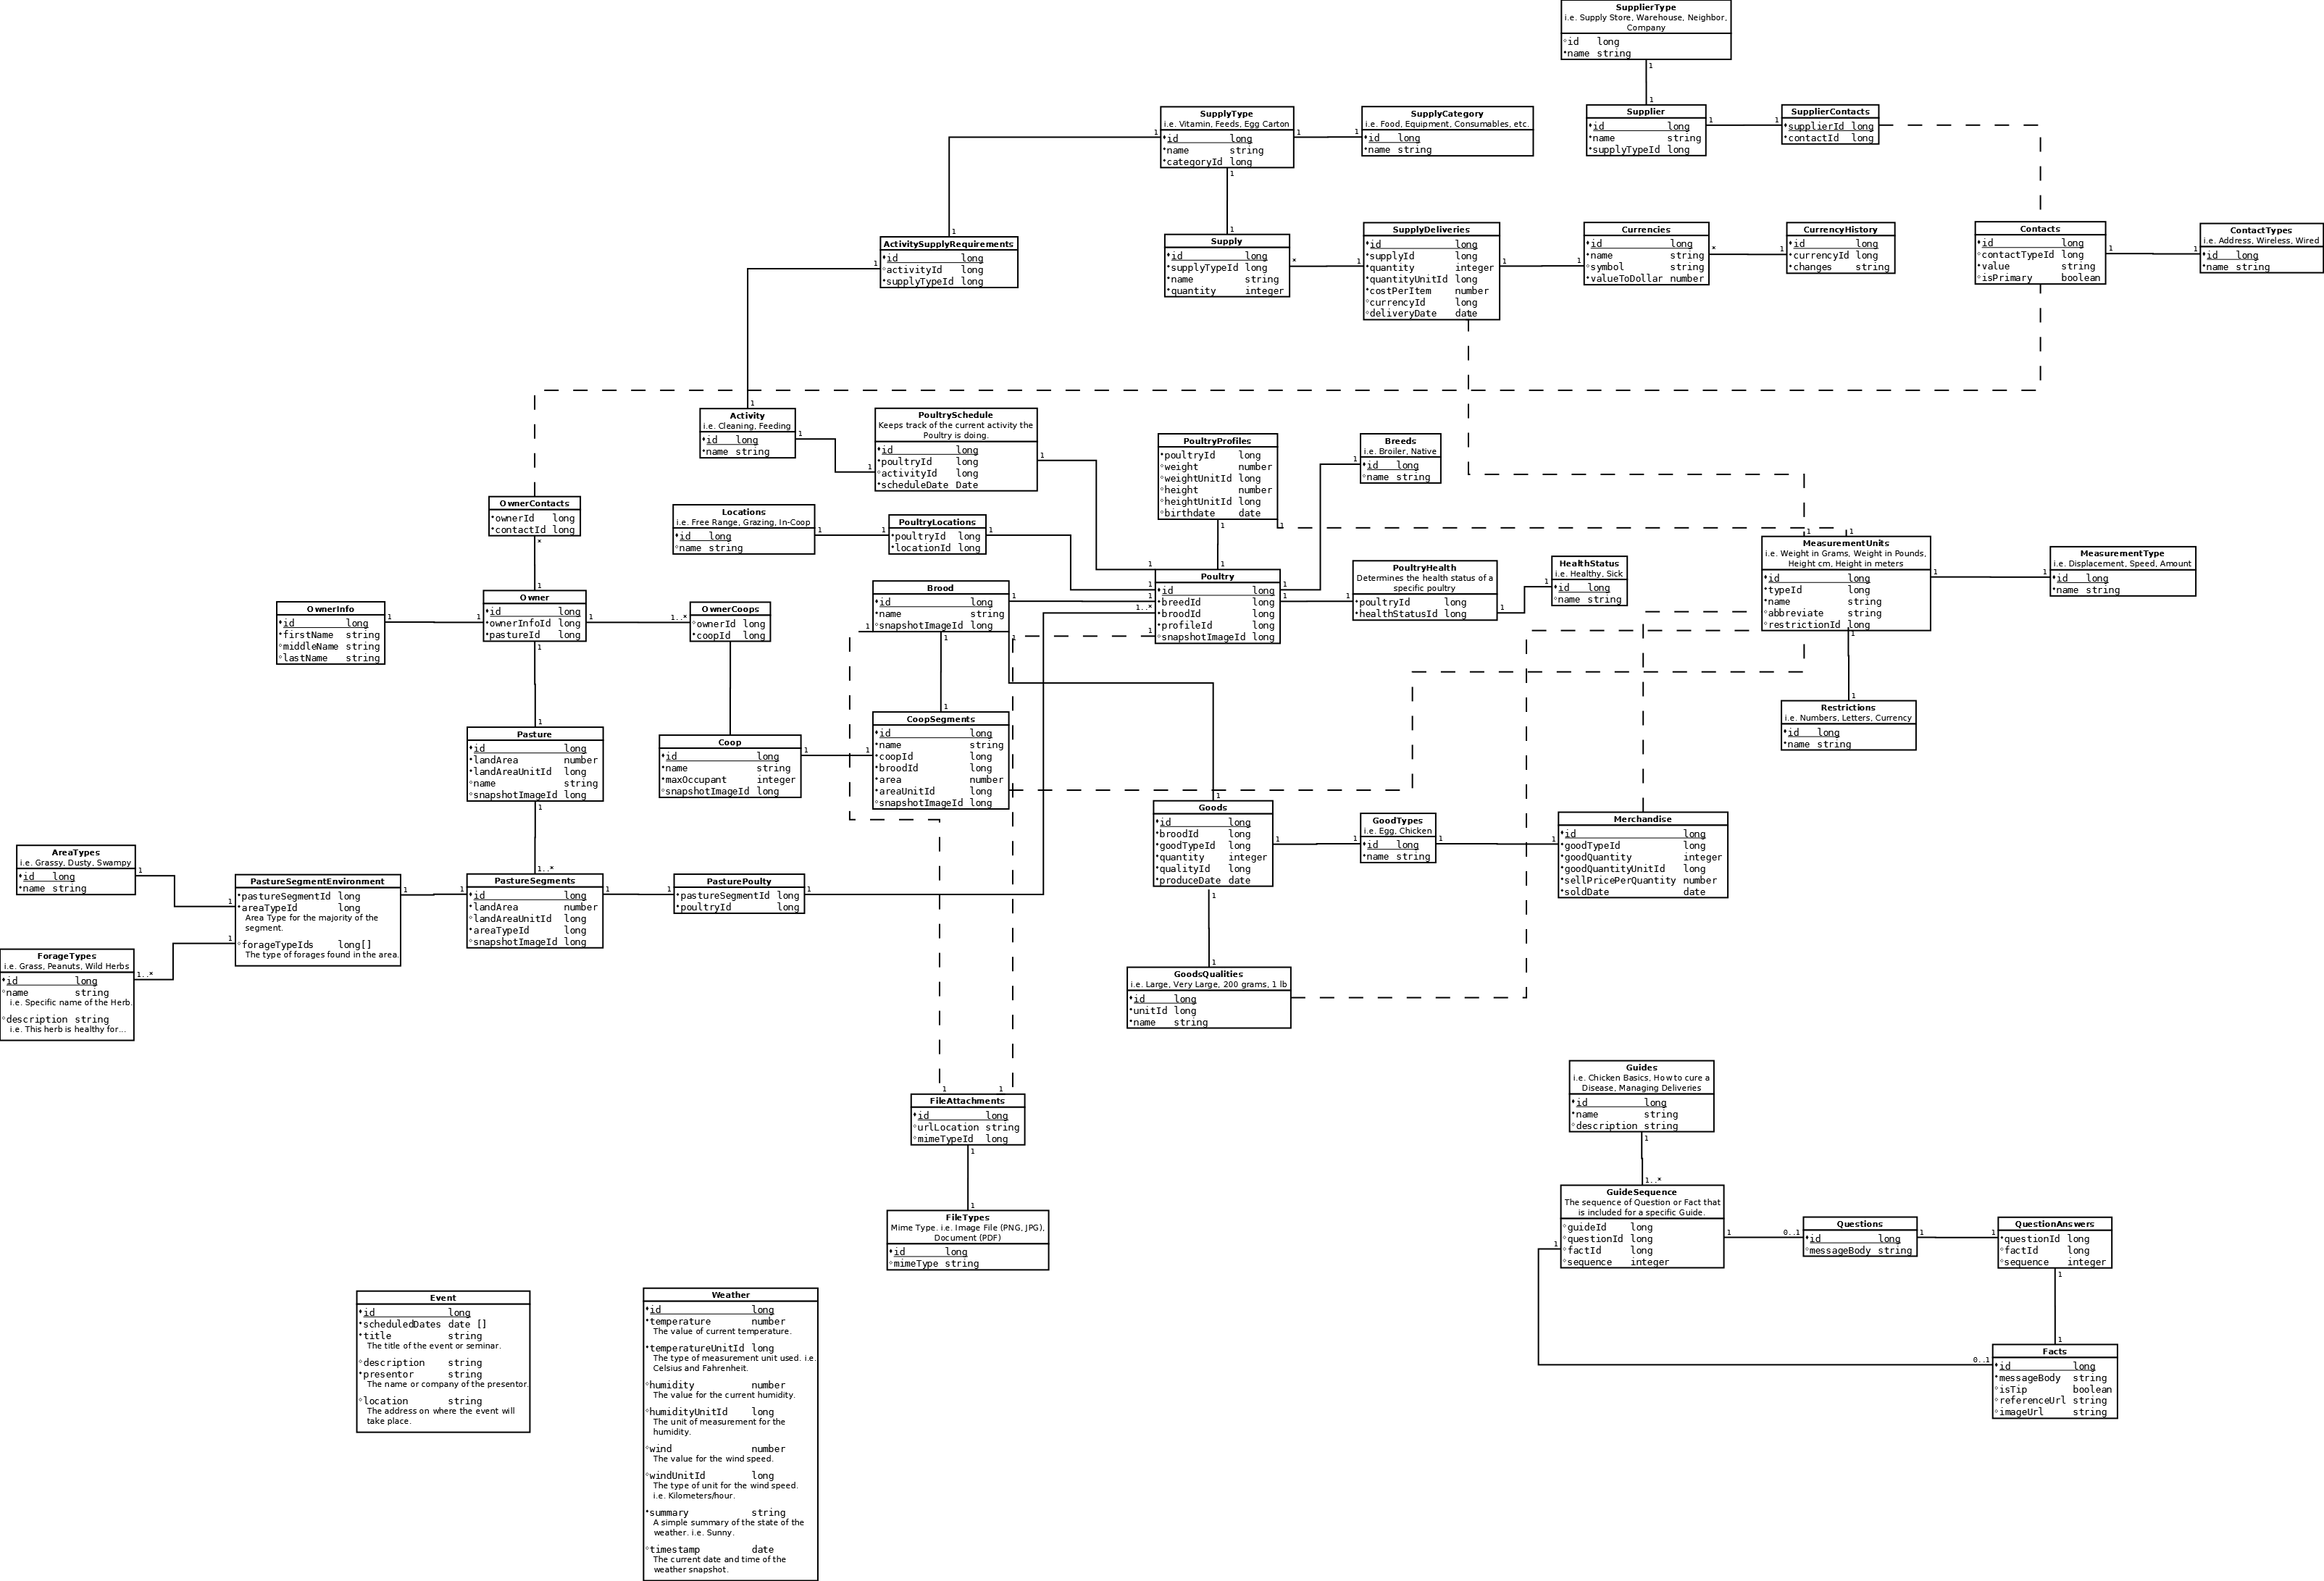 SupplierType
i.e. Supply Store, Warehouse, Neighbor,
Company
id long
name string
1
1
SupplyType
i.e. Vitamin, Feeds, Egg Carton
id long
name string
categoryId long
1
1
1
1
SupplyCategory
i.e. Food, Equipment, Consumables, etc.
id long
name string
Supplier
id long
name string
supplyTypeId long
1
1
SupplierContacts
supplierId long
contactId long
ActivitySupplyRequirements
id long
activityId long
supplyTypeId long
1
1
1
Supply
id long
supplyTypeId long
name string
quantity integer
*
1
SupplyDeliveries
id long
supplyId long
quantity integer
quantityUnitId long
costPerItem number
currencyId long
deliveryDate date
1
1
1
Currencies
id long
name string
symbol string
valueToDollar number
*
1
CurrencyHistory
id long
currencyId long
changes string
Contacts
id long
contactTypeId long
value string
isPrimary boolean
1
1
ContactTypes
i.e. Address, Wireless, Wired
id long
name string
1
Activity
i.e. Cleaning, Feeding
id long
name string
1
1
PoultrySchedule
Keeps track of the current activity the
Poultry is doing.
id long
poultryId long
activityId long
scheduleDate Date
1
PoultryProfiles
poultryId long
weight number
weightUnitId long
height number
heightUnitId long
birthdate date
1
1
1
Breeds
i.e. Broiler, Native
id long
name string
1
OwnerContacts
ownerId long
contactId long
*
1
Locations
i.e. Free Range, Grazing, In-Coop
id long
name string
1
1
PoultryLocations
poultryId long
locationId long
1
1
1
MeasurementUnits
i.e. Weight in Grams, Weight in Pounds,
Height cm, Height in meters
id long
typeId long
name string
abbreviate string
restrictionId long
1
1
1
MeasurementType
i.e. Displacement, Speed, Amount
id long
name string
PoultryHealth
Determines the health status of a
specific poultry
poultryId long
healthStatusId long
1
1
1
HealthStatus
i.e. Healthy, Sick
id long
name string
Poultry
id long
breedId long
broodId long
profileId long
snapshotImageId long
1
1
1
1..*
1
1
1
Brood
id long
name string
snapshotImageId long
1
1
1
1
OwnerInfo
id long
firstName string
middleName string
lastName string
1
1
Owner
id long
ownerInfoId long
pastureId long
1
1..*
1
OwnerCoops
ownerId long
coopId long
Restrictions
i.e. Numbers, Letters, Currency
id long
name string
1
1
Pasture
id long
landArea number
landAreaUnitId long
name string
snapshotImageId long
1
Coop
id long
name string
maxOccupant integer
snapshotImageId long
1
1
1
CoopSegments
id long
name string
coopId long
broodId long
area number
areaUnitId long
snapshotImageId long
1
Goods
id long
broodId long
goodTypeId long
quantity integer
qualityId long
produceDate date
1
1
1
GoodTypes
i.e. Egg, Chicken
id long
name string
1
1
Merchandise
id long
goodTypeId long
goodQuantity integer
goodQuantityUnitId long
sellPricePerQuantity number
soldDate date
AreaTypes
i.e. Grassy, Dusty, Swampy
id long
name string
1
1
PastureSegmentEnvironment
pastureSegmentId long
areaTypeId long
Area Type for the majority of the
segment.
forageTypeIds long[]
The type of forages found in the area.
1
1
1
1..*
PastureSegments
id long
landArea number
landAreaUnitId long
areaTypeId long
snapshotImageId long
1
1
PasturePoulty
pastureSegmentId long
poultryId long
1
ForageTypes
i.e. Grass, Peanuts, Wild Herbs
id long
name string
i.e. Specific name of the Herb.
description string
i.e. This herb is healthy for...
1..*
1
GoodsQualities
i.e. Large, Very Large, 200 grams, 1 lb
id long
unitId long
name string
1
1
FileAttachments
id long
urlLocation string
mimeTypeId long
1
1
FileTypes
Mime Type. i.e. Image File (PNG, JPG),
Document (PDF)
id long
mimeType string
Guides
i.e. Chicken Basics, How to cure a
Disease, Managing Deliveries
id long
name string
description string
1
1..*
GuideSequence
The sequence of Question or Fact that
is included for a specific Guide.
guideId long
questionId long
factId long
sequence integer
1
1
0..1
Questions
id long
messageBody string
1
1
QuestionAnswers
questionId long
factId long
sequence integer
1
1
0..1
Facts
id long
messageBody string
isTip boolean
referenceUrl string
imageUrl string
Event
id long
scheduledDates date []
title string
The title of the event or seminar.
description string
presentor string
The name or company of the presentor.
location string
The address on where the event will
take place.
Weather
id long
temperature number
The value of current temperature.
temperatureUnitId long
The type of measurement unit used. i.e.
Celsius and Fahrenheit.
humidity number
The value for the current humidity.
humidityUnitId long
The unit of measurement for the
humidity.
wind number
The value for the wind speed.
windUnitId long
The type of unit for the wind speed.
i.e. Kilometers/hour.
summary string
A simple summary of the state of the
weather. i.e. Sunny.
timestamp date
The current date and time of the
weather snapshot.